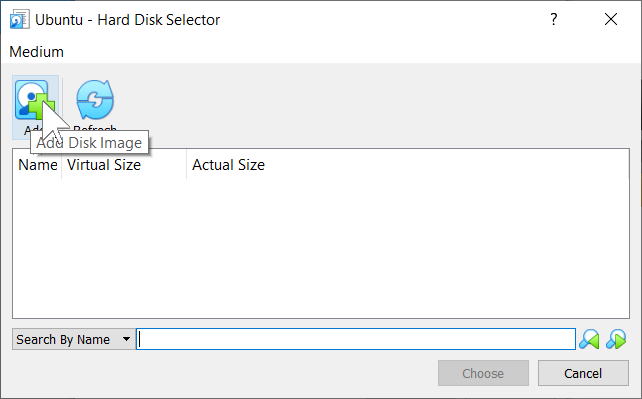 Ubuntu - Hard Disk Selector
?
Medium
Add Refresh
Add Disk Image
Name Virtual Size Actual Size
Search By Name
Choose Cancel